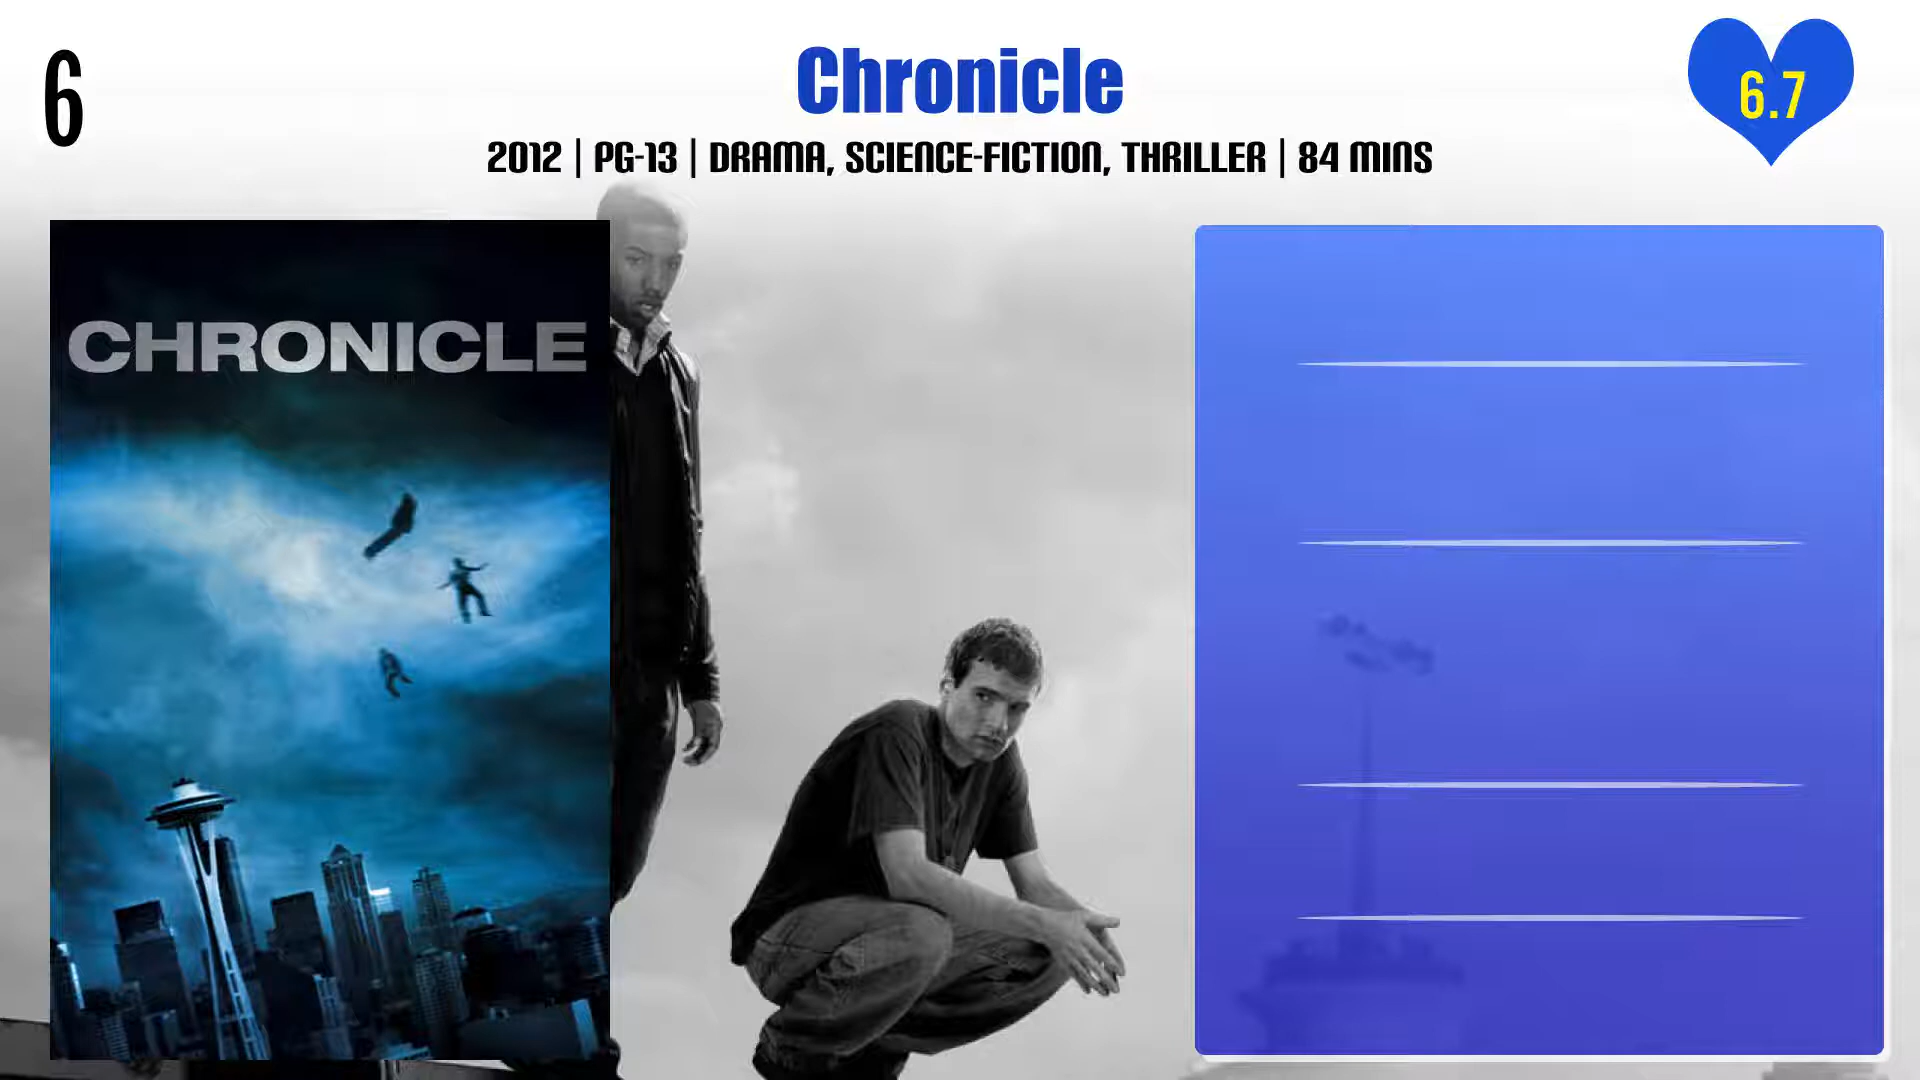 6
Chronicle
6.7
2012 | PG-13 | DRAMA, SCIENCE-FICTION, THRILLER | 84 MINS
CHRONICLE